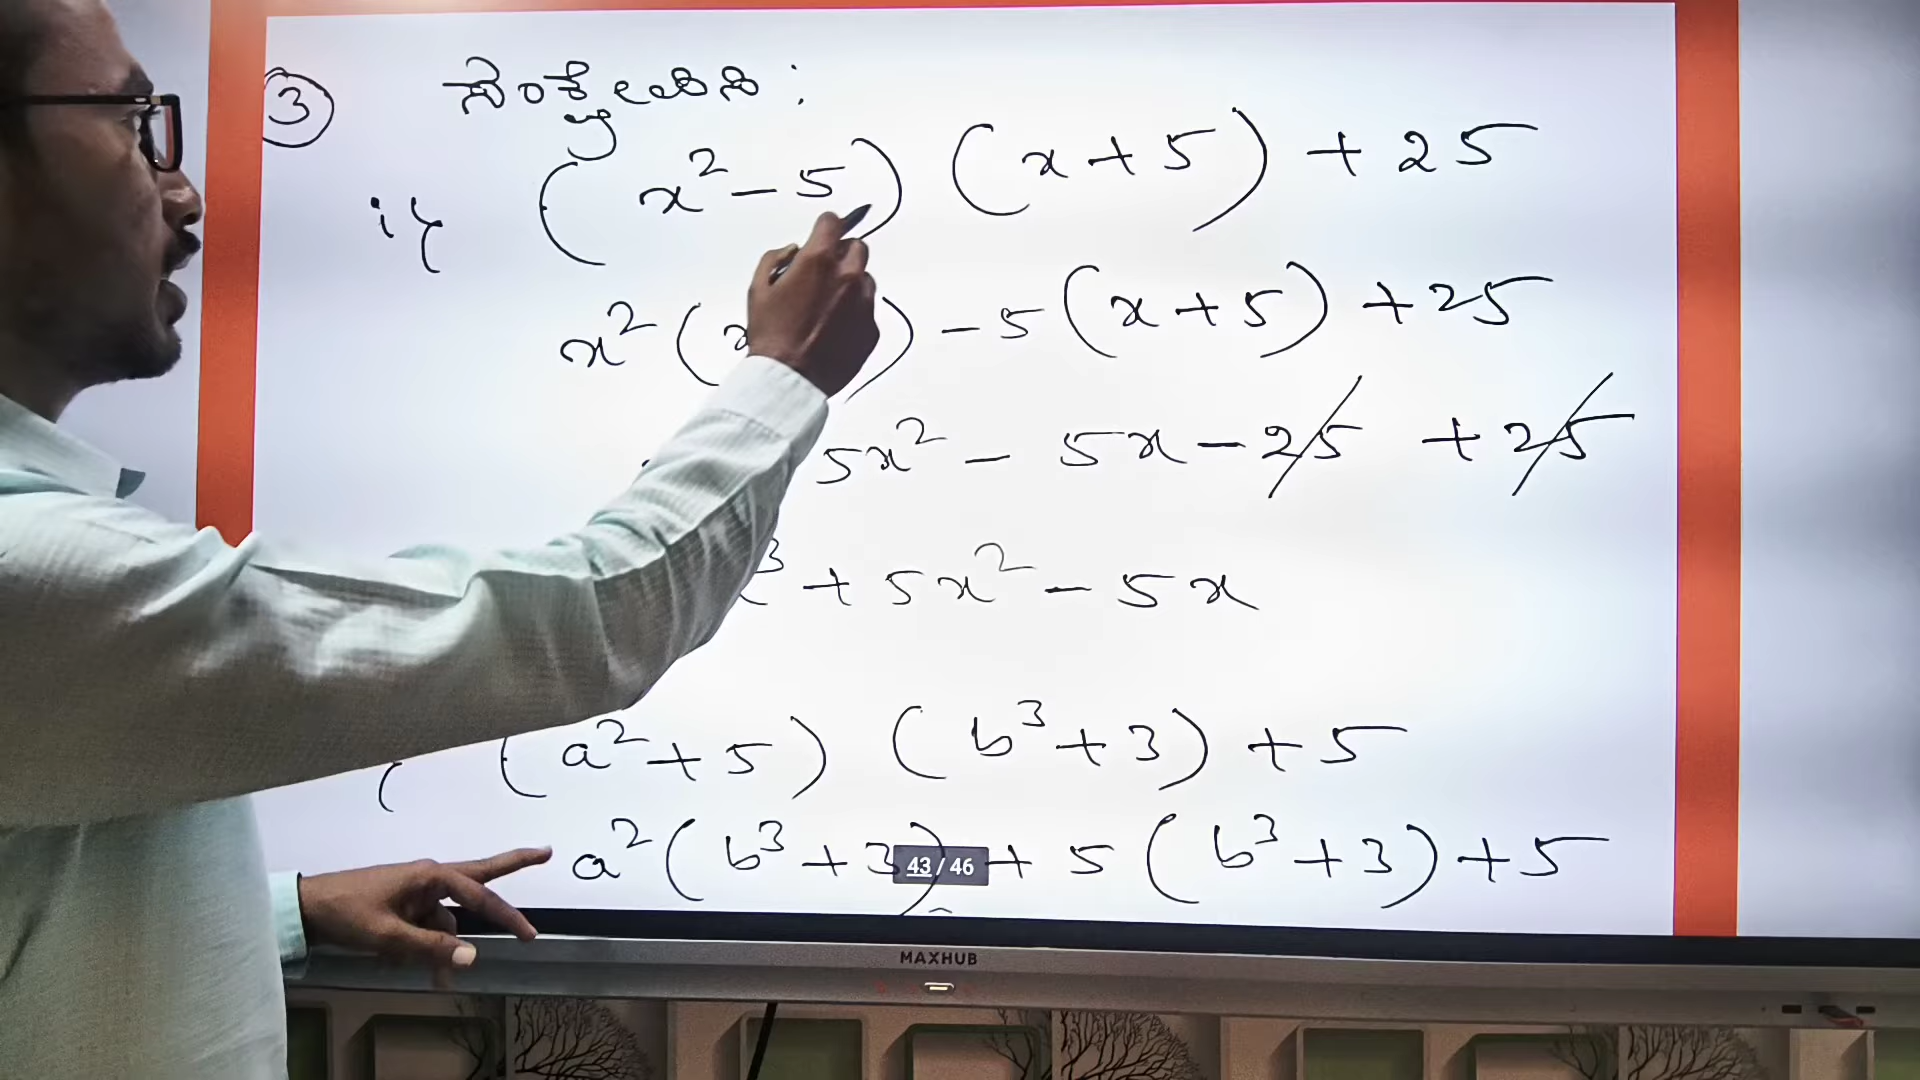 3 ಸಂಕ್ಷೇಪಿಸಿ :
i) (x² - 5) (x + 5) + 25
x² (x ) - 5 (x + 5) + 25
5x² - 5x - 25 + 25
³ + 5x² - 5x
(a² + 5) (b³ + 3) + 5
a² (b³ + 3) + 5 (b³ + 3) + 5
43 / 46
MAXHUB